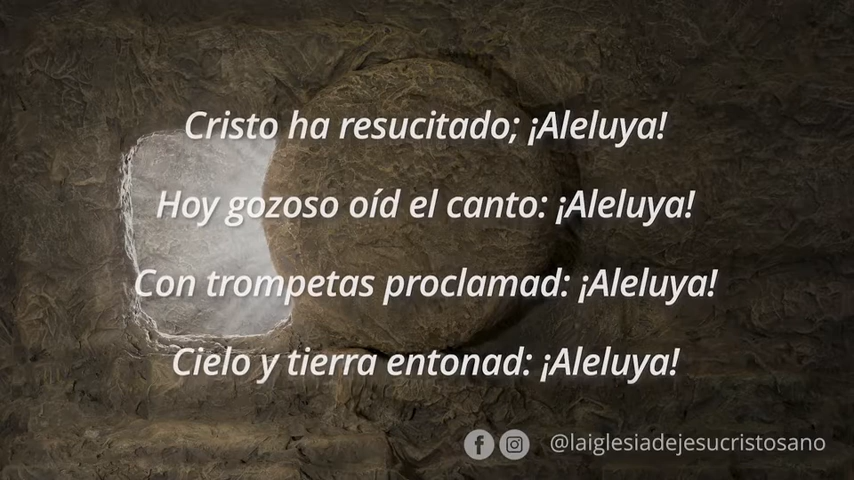 Cristo ha resucitado; ¡Aleluya!
Hoy gozoso oíd el canto: ¡Aleluya!
Con trompetas proclamad: ¡Aleluya!
Cielo y tierra entonad: ¡Aleluya!
@laiglesiadejesucristosano